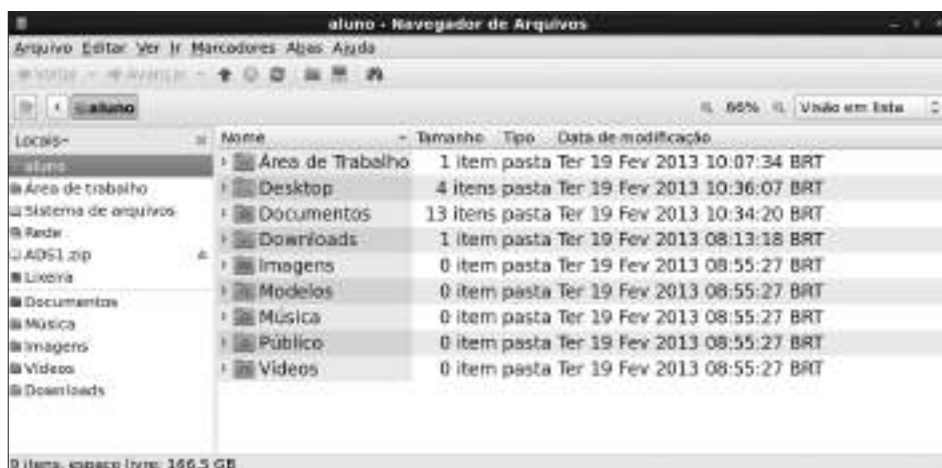 aluno - Navegador de Arquivos
Arquivo Editar Ver Ir Marcadores Abas Ajuda
Voltar Avançar
aluno 66% Visão em lista
Locais
aluno
Área de trabalho
Sistema de arquivos
Rede
ADS1.zip
Lixeira
Documentos
Música
Imagens
Vídeos
Downloads
Nome Tamanho Tipo Data de modificação
Área de Trabalho 1 item pasta Ter 19 Fev 2013 10:07:34 BRT
Desktop 4 itens pasta Ter 19 Fev 2013 10:36:07 BRT
Documentos 13 itens pasta Ter 19 Fev 2013 10:34:20 BRT
Downloads 1 item pasta Ter 19 Fev 2013 08:13:18 BRT
Imagens 0 item pasta Ter 19 Fev 2013 08:55:27 BRT
Modelos 0 item pasta Ter 19 Fev 2013 08:55:27 BRT
Música 0 item pasta Ter 19 Fev 2013 08:55:27 BRT
Público 0 item pasta Ter 19 Fev 2013 08:55:27 BRT
Vídeos 0 item pasta Ter 19 Fev 2013 08:55:27 BRT
9 itens, espaço livre: 166,5 GB